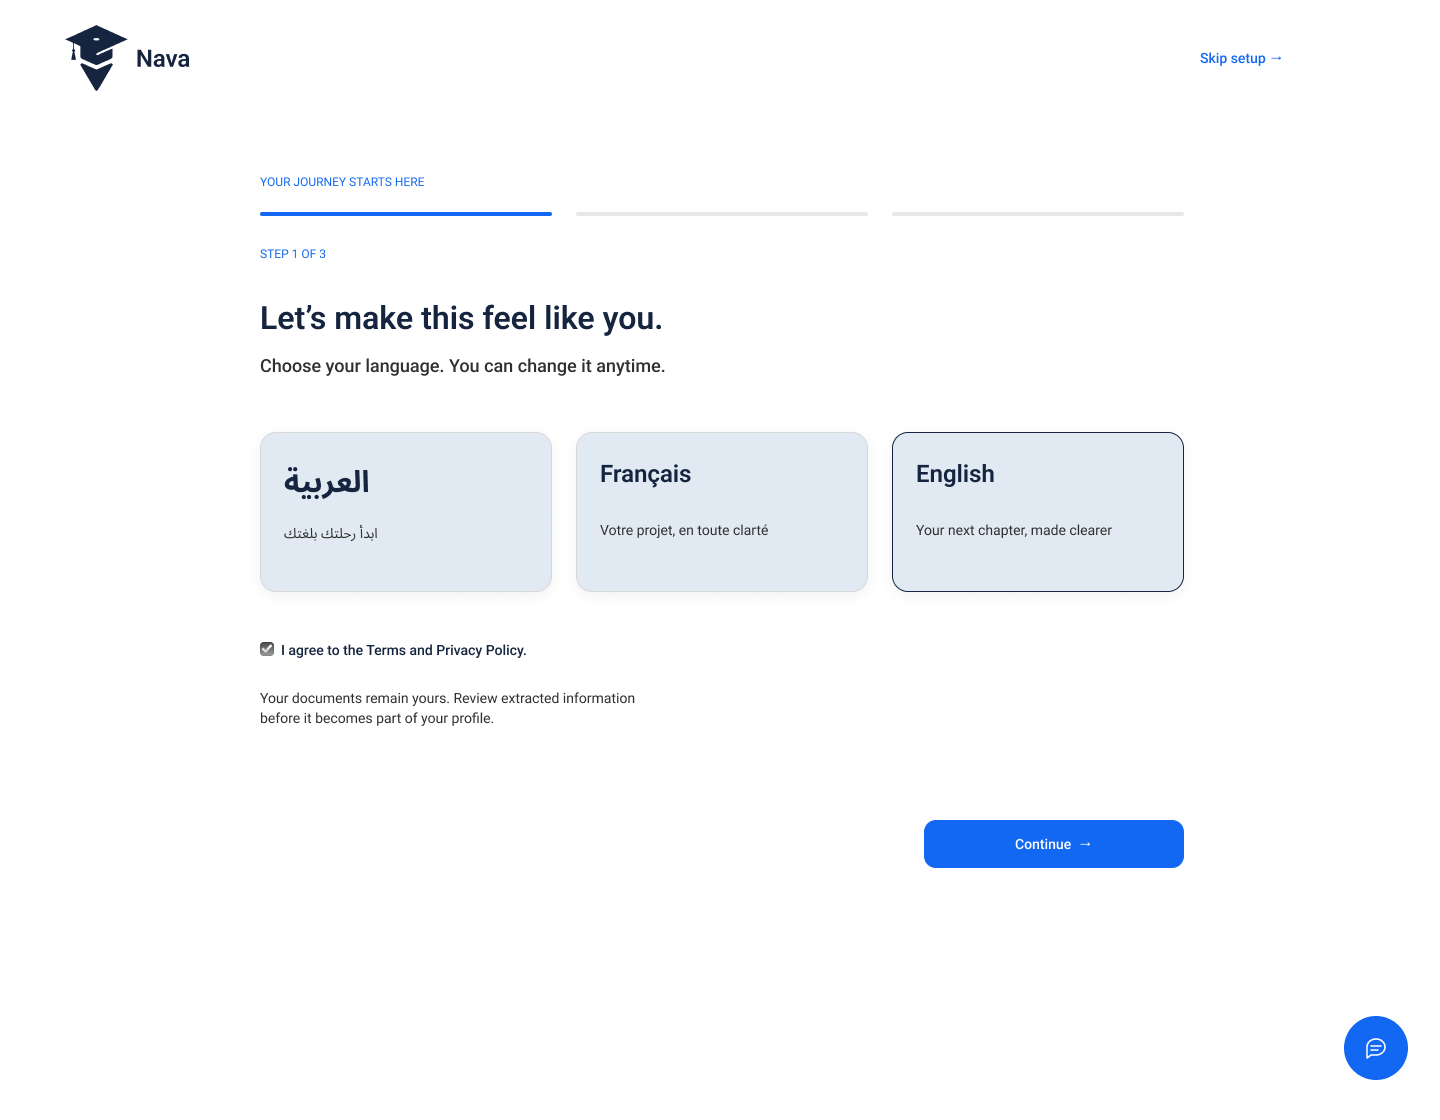 Nava
Skip setup →
YOUR JOURNEY STARTS HERE
STEP 1 OF 3
Let’s make this feel like you.
Choose your language. You can change it anytime.
العربية
ابدأ رحلتك بلغتك
Français
Votre projet, en toute clarté
English
Your next chapter, made clearer
I agree to the Terms and Privacy Policy.
Your documents remain yours. Review extracted information
before it becomes part of your profile.
Continue →